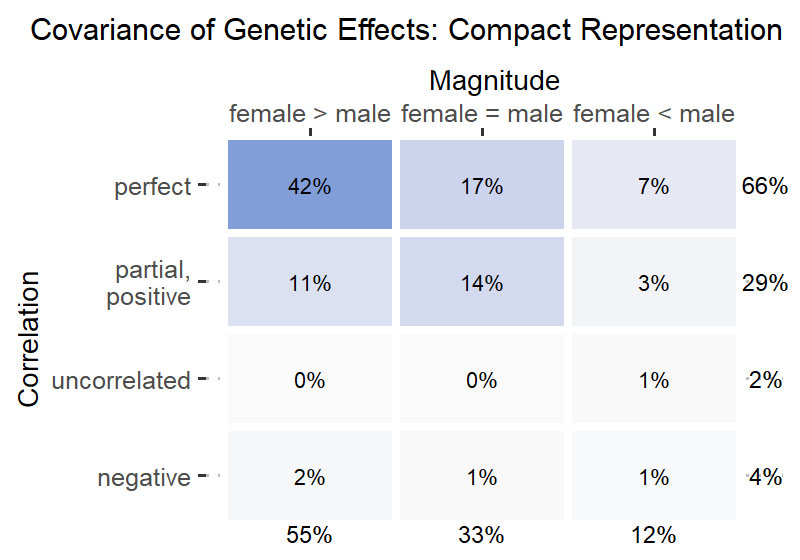 Covariance of Genetic Effects: Compact Representation
Magnitude
female > male female = male female < male
perfect 42% 17% 7% 66%
partial,
positive 11% 14% 3% 29%
Correlation
uncorrelated 0% 0% 1% 2%
negative 2% 1% 1% 4%
55% 33% 12%